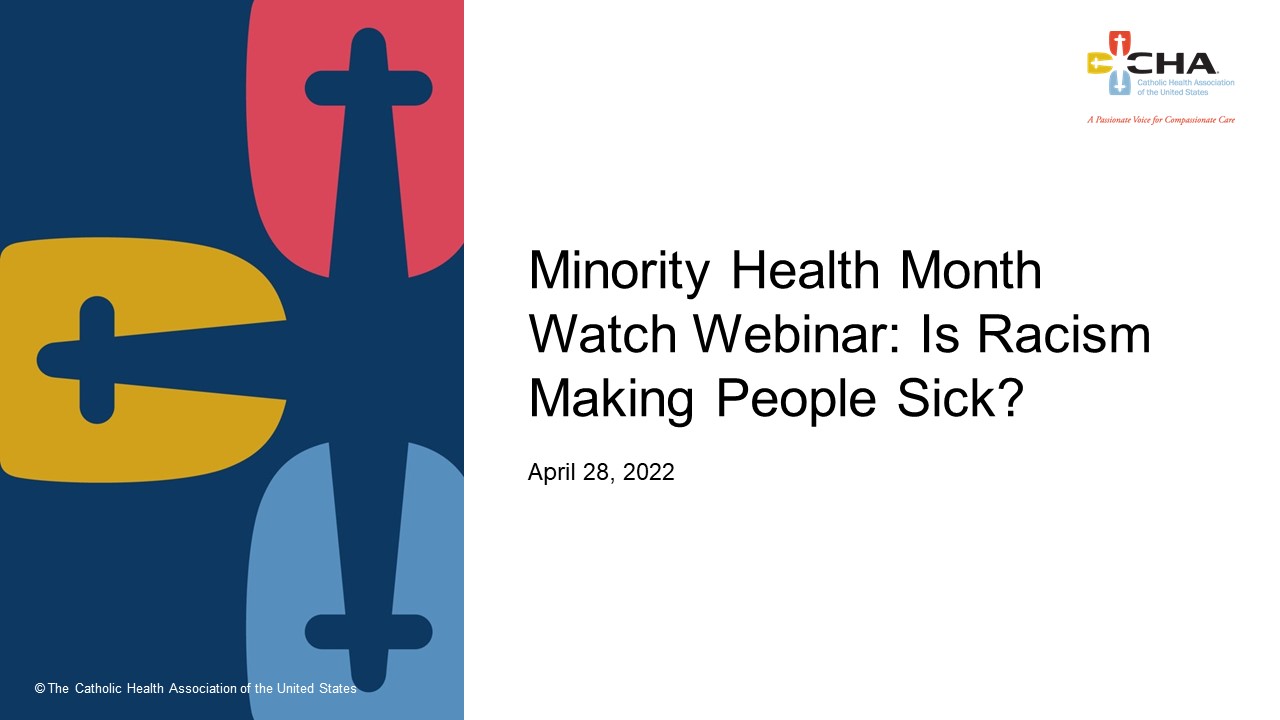 CHA.
Catholic Health Association
of the United States
A Passionate Voice for Compassionate Care
Minority Health Month
Watch Webinar: Is Racism
Making People Sick?
April 28, 2022
© The Catholic Health Association of the United States